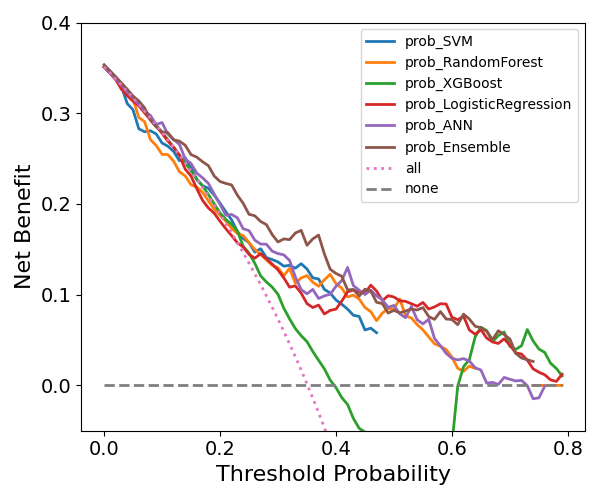 0.4
0.3
0.2
0.1
0.0
0.0
0.2
0.4
0.6
0.8
Net Benefit
Threshold Probability
prob_SVM
prob_RandomForest
prob_XGBoost
prob_LogisticRegression
prob_ANN
prob_Ensemble
all
none